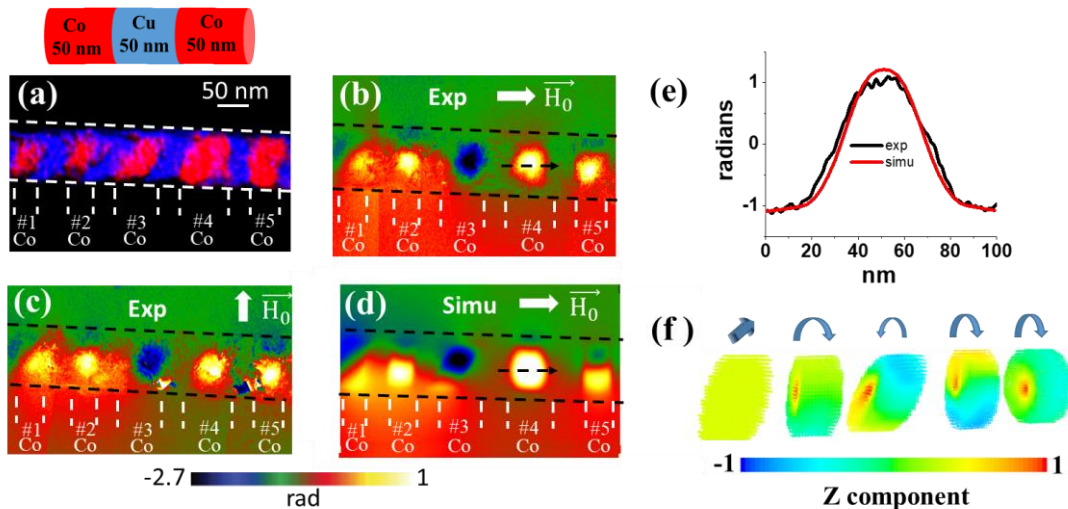 Co Cu Co
50 nm 50 nm 50 nm
(a) 50 nm
#1 #2 #3 #4 #5
Co Co Co Co Co
(b) Exp H₀
#1 #2 #3 #4 #5
Co Co Co Co Co
(e)
radians
1
0
-1
exp
simu
0 20 40 60 80 100
nm
(c) Exp H₀
#1 #2 #3 #4 #5
Co Co Co Co Co
(d) Simu H₀
#1 #2 #3 #4 #5
Co Co Co Co Co
-2.7 1
rad
(f)
-1 1
Z component